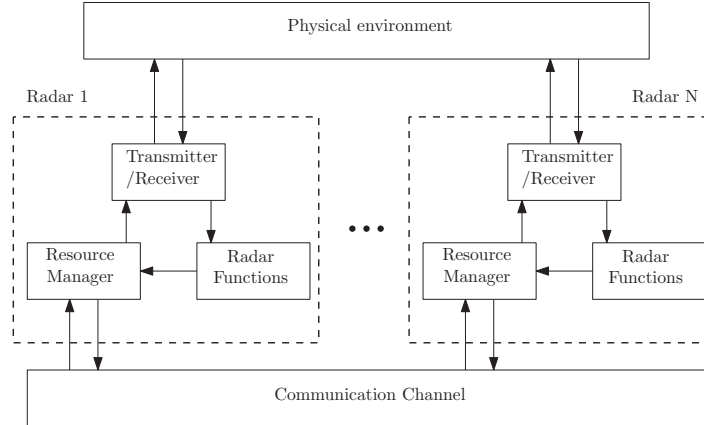 Physical environment
Radar 1
Radar N
Transmitter
/Receiver
Transmitter
/Receiver
Resource
Manager
Radar
Functions
Resource
Manager
Radar
Functions
Communication Channel